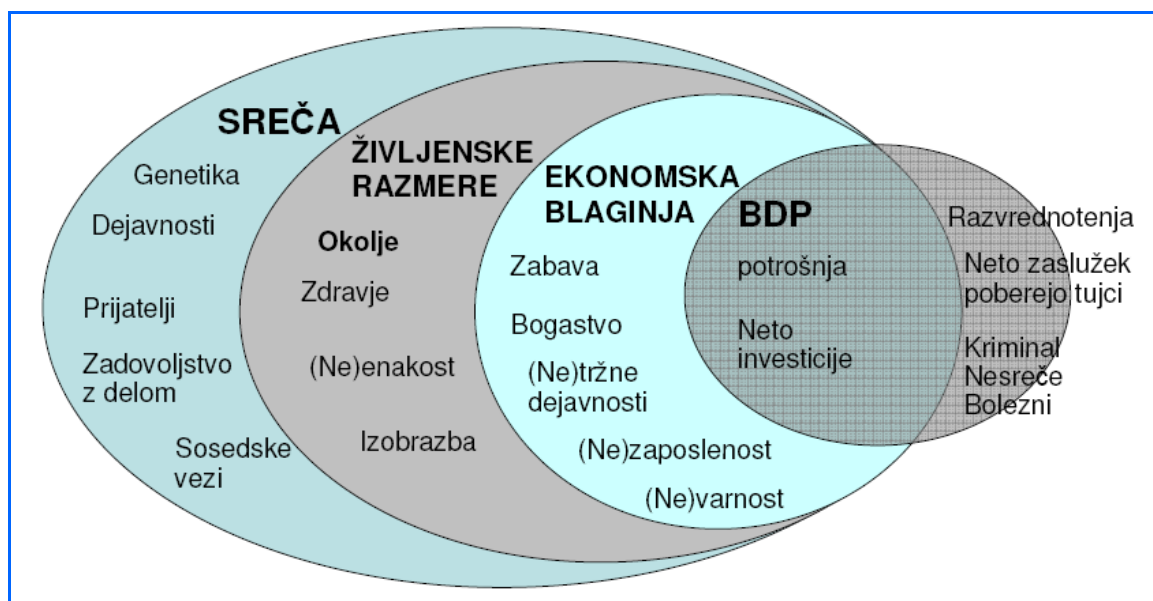 SREČA
Genetika
Dejavnosti
Prijatelji
Zadovoljstvo
z delom
Sosedske
vezi
ŽIVLJENSKE
RAZMERE
Okolje
Zdravje
(Ne)enakost
Izobrazba
EKONOMSKA
BLAGINJA
Zabava
Bogastvo
(Ne)tržne
dejavnosti
(Ne)zaposlenost
(Ne)varnost
BDP
potrošnja
Neto
investicije
Razvrednotenja
Neto zaslužek
poberejo tujci
Kriminal
Nesreče
Bolezni